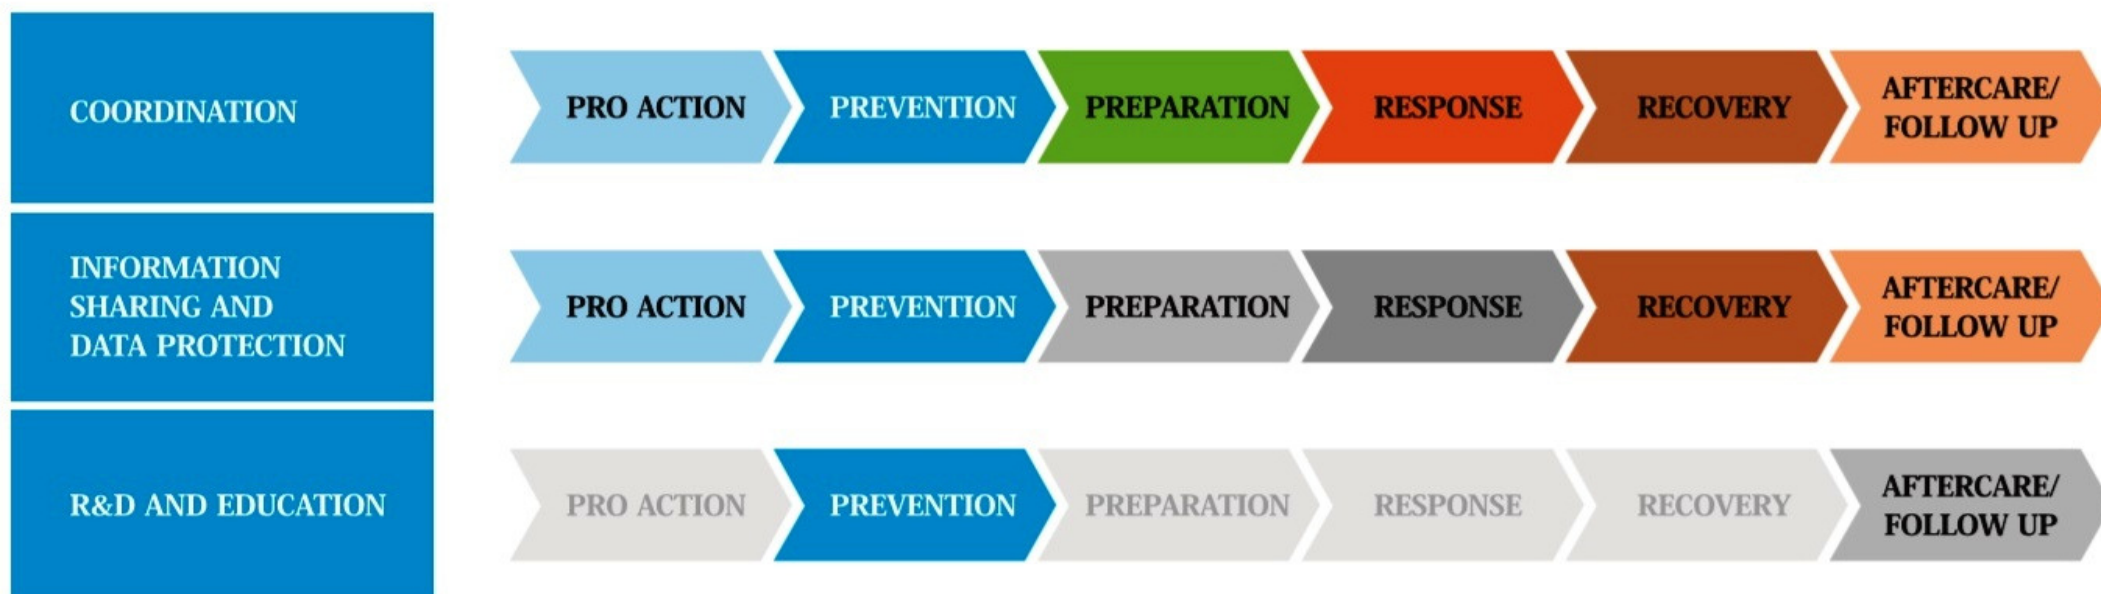 COORDINATION
PRO ACTION
PREVENTION
PREPARATION
RESPONSE
RECOVERY
AFTERCARE/
FOLLOW UP
INFORMATION
SHARING AND
DATA PROTECTION
PRO ACTION
PREVENTION
PREPARATION
RESPONSE
RECOVERY
AFTERCARE/
FOLLOW UP
R&D AND EDUCATION
PRO ACTION
PREVENTION
PREPARATION
RESPONSE
RECOVERY
AFTERCARE/
FOLLOW UP